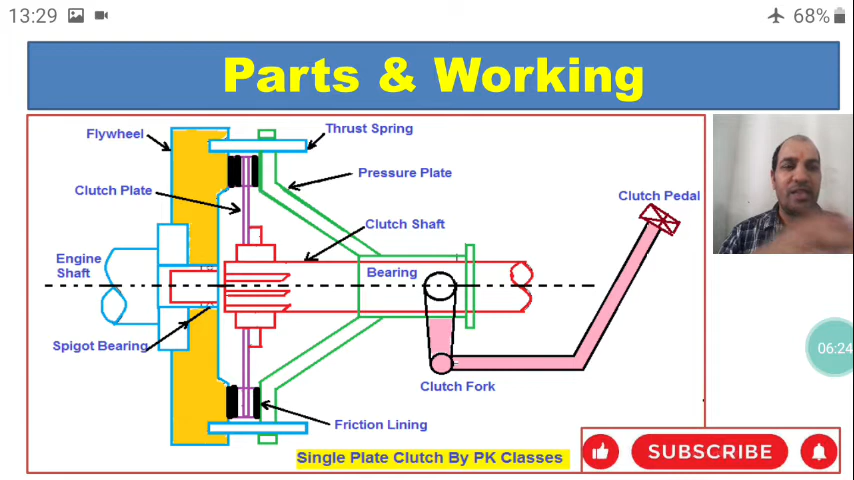 13:29
68%
Parts & Working
Flywheel
Thrust Spring
Clutch Plate
Pressure Plate
Clutch Pedal
Clutch Shaft
Engine
Shaft
Bearing
Spigot Bearing
06:24
Clutch Fork
Friction Lining
Single Plate Clutch By PK Classes
SUBSCRIBE